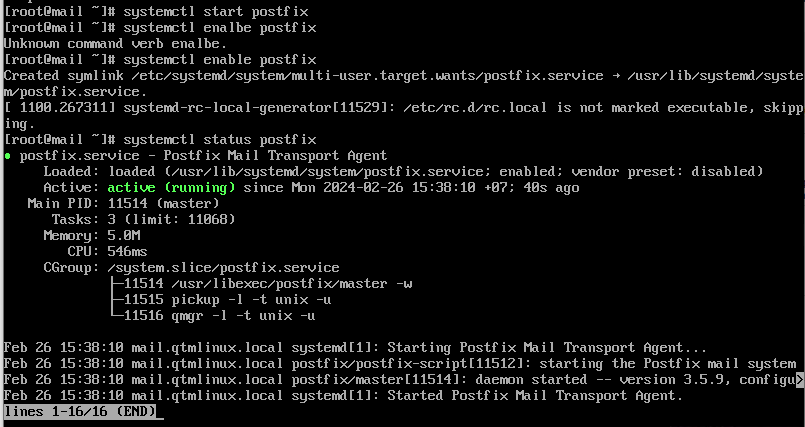 [root@mail ~]# systemctl start postfix
[root@mail ~]# systemctl enalbe postfix
Unknown command verb enalbe.
[root@mail ~]# systemctl enable postfix
Created symlink /etc/systemd/system/multi-user.target.wants/postfix.service → /usr/lib/systemd/syste
m/postfix.service.
[ 1100.267311] systemd-rc-local-generator[11529]: /etc/rc.d/rc.local is not marked executable, skipp
ing.
[root@mail ~]# systemctl status postfix
● postfix.service - Postfix Mail Transport Agent
     Loaded: loaded (/usr/lib/systemd/system/postfix.service; enabled; vendor preset: disabled)
     Active: active (running) since Mon 2024-02-26 15:38:10 +07; 40s ago
   Main PID: 11514 (master)
      Tasks: 3 (limit: 11068)
     Memory: 5.0M
        CPU: 546ms
     CGroup: /system.slice/postfix.service
             ├─11514 /usr/libexec/postfix/master -w
             ├─11515 pickup -l -t unix -u
             └─11516 qmgr -l -t unix -u

Feb 26 15:38:10 mail.qtmlinux.local systemd[1]: Starting Postfix Mail Transport Agent...
Feb 26 15:38:10 mail.qtmlinux.local postfix/postfix-script[11512]: starting the Postfix mail system
Feb 26 15:38:10 mail.qtmlinux.local postfix/master[11514]: daemon started -- version 3.5.9, configu>
Feb 26 15:38:10 mail.qtmlinux.local systemd[1]: Started Postfix Mail Transport Agent.
lines 1-16/16 (END)